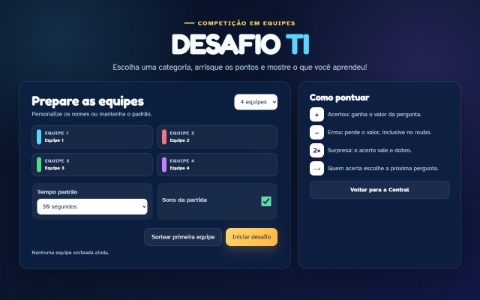 COMPETIÇÃO EM EQUIPES
DESAFIO TI
Escolha uma categoria, arrisque os pontos e mostre o que você aprendeu!
Prepare as equipes
Personalize os nomes ou mantenha o padrão.
4 equipes
EQUIPE 1
Equipe 1
EQUIPE 2
Equipe 2
EQUIPE 3
Equipe 3
EQUIPE 4
Equipe 4
Tempo padrão
30 segundos
Sons da partida
Sortear primeira equipe
Iniciar desafio
Nenhuma equipe sorteada ainda.
Como pontuar
+ Acertou: ganha o valor da pergunta.
− Errou: perde o valor, inclusive no roubo.
2× Surpresa: o acerto vale o dobro.
→ Quem acerta escolhe a próxima pergunta.
Voltar para a Central